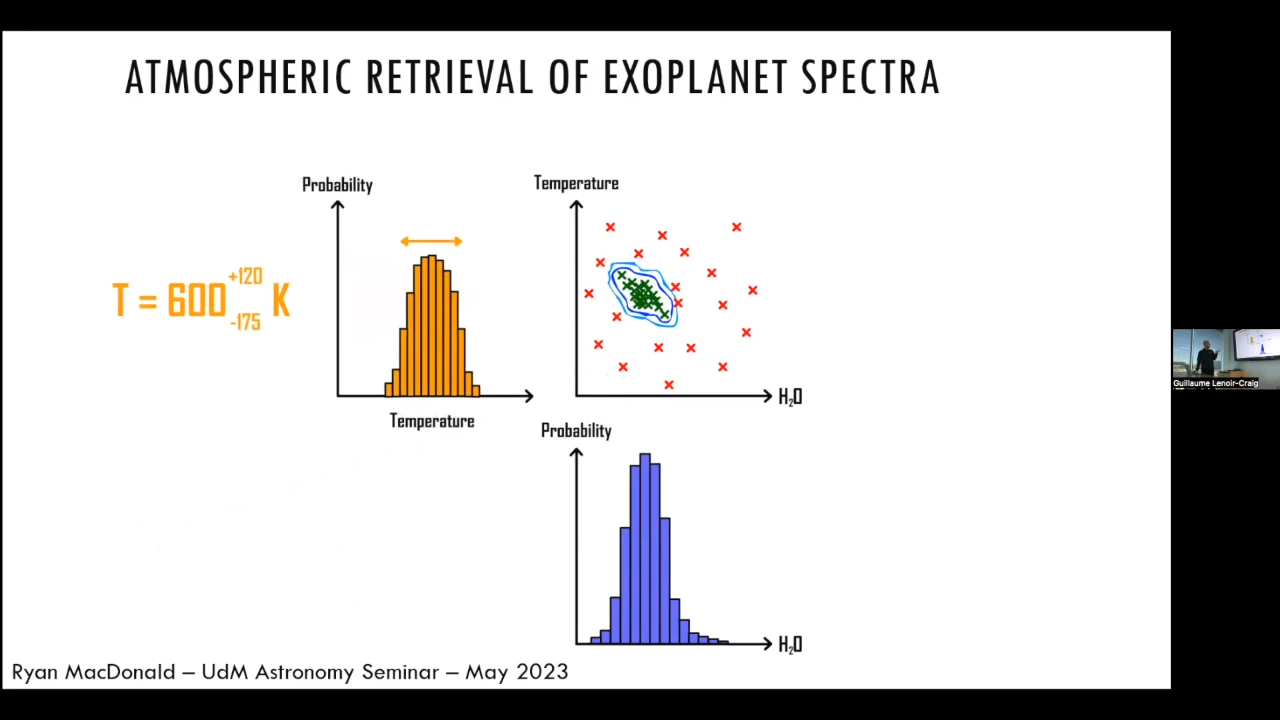 ATMOSPHERIC RETRIEVAL OF EXOPLANET SPECTRA
Probability
Temperature
T = 600 +120 -175 K
Temperature
H₂O
Probability
H₂O
Guillaume Lenoir-Craig
Ryan MacDonald – UdM Astronomy Seminar – May 2023